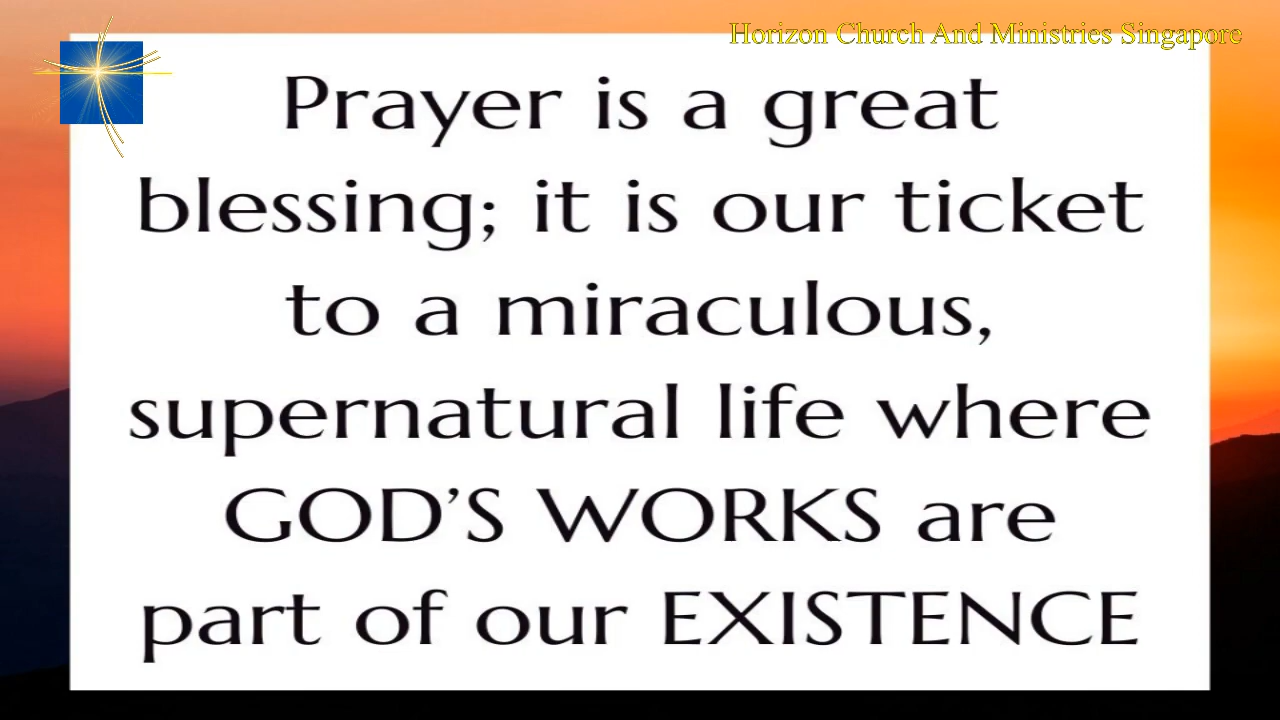 Horizon Church And Ministries Singapore
Prayer is a great
blessing; it is our ticket
to a miraculous,
supernatural life where
GOD’S WORKS are
part of our EXISTENCE